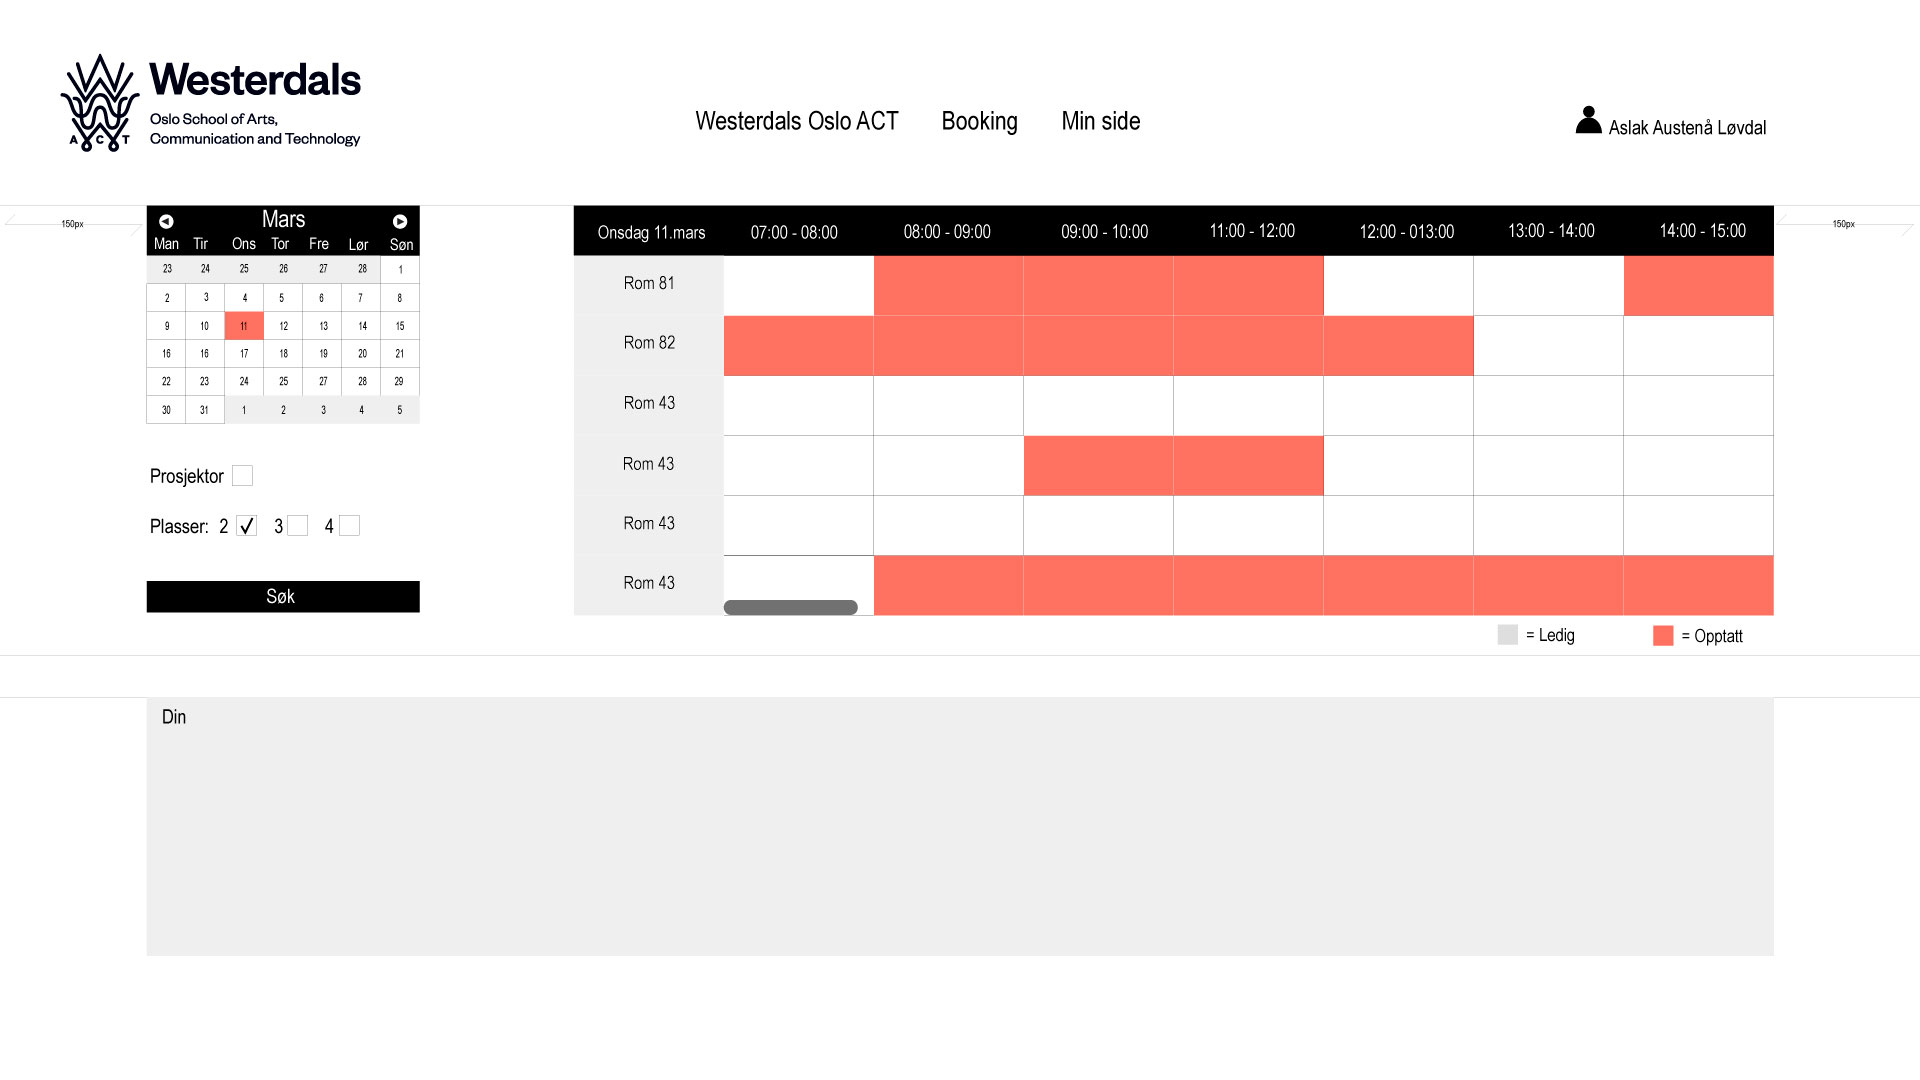 Westerdals
Oslo School of Arts,
Communication and Technology
A C T
Westerdals Oslo ACT Booking Min side
Aslak Austenå Løvdal
150px
Mars
Man Tir Ons Tor Fre Lør Søn
23 24 25 26 27 28 1
2 3 4 5 6 7 8
9 10 11 12 13 14 15
16 16 17 18 19 20 21
22 23 24 25 27 28 29
30 31 1 2 3 4 5
Prosjektor
Plasser: 2 3 4
Søk
Onsdag 11.mars 07:00 - 08:00 08:00 - 09:00 09:00 - 10:00 11:00 - 12:00 12:00 - 013:00 13:00 - 14:00 14:00 - 15:00
Rom 81
Rom 82
Rom 43
Rom 43
Rom 43
Rom 43
= Ledig = Opptatt
150px
Din